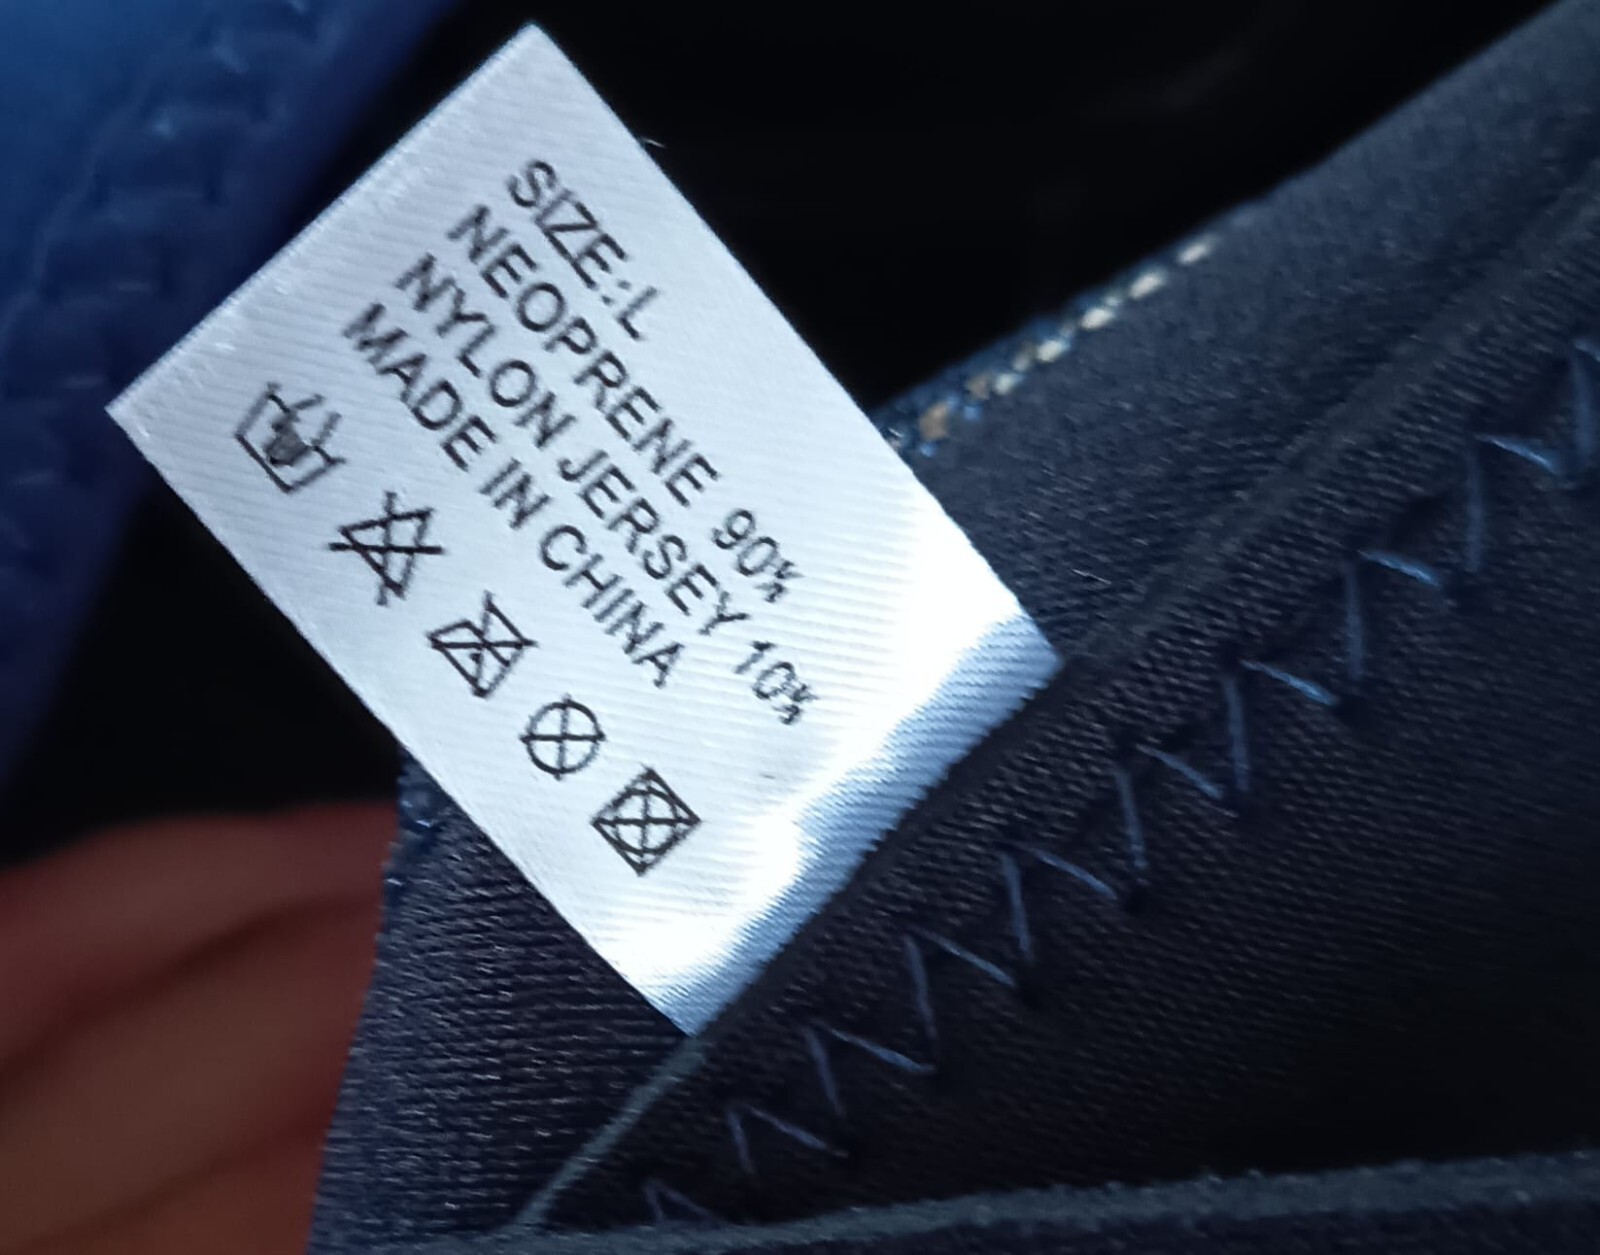 SIZE:L
NEOPRENE 90%
NYLON JERSEY 10%
MADE IN CHINA